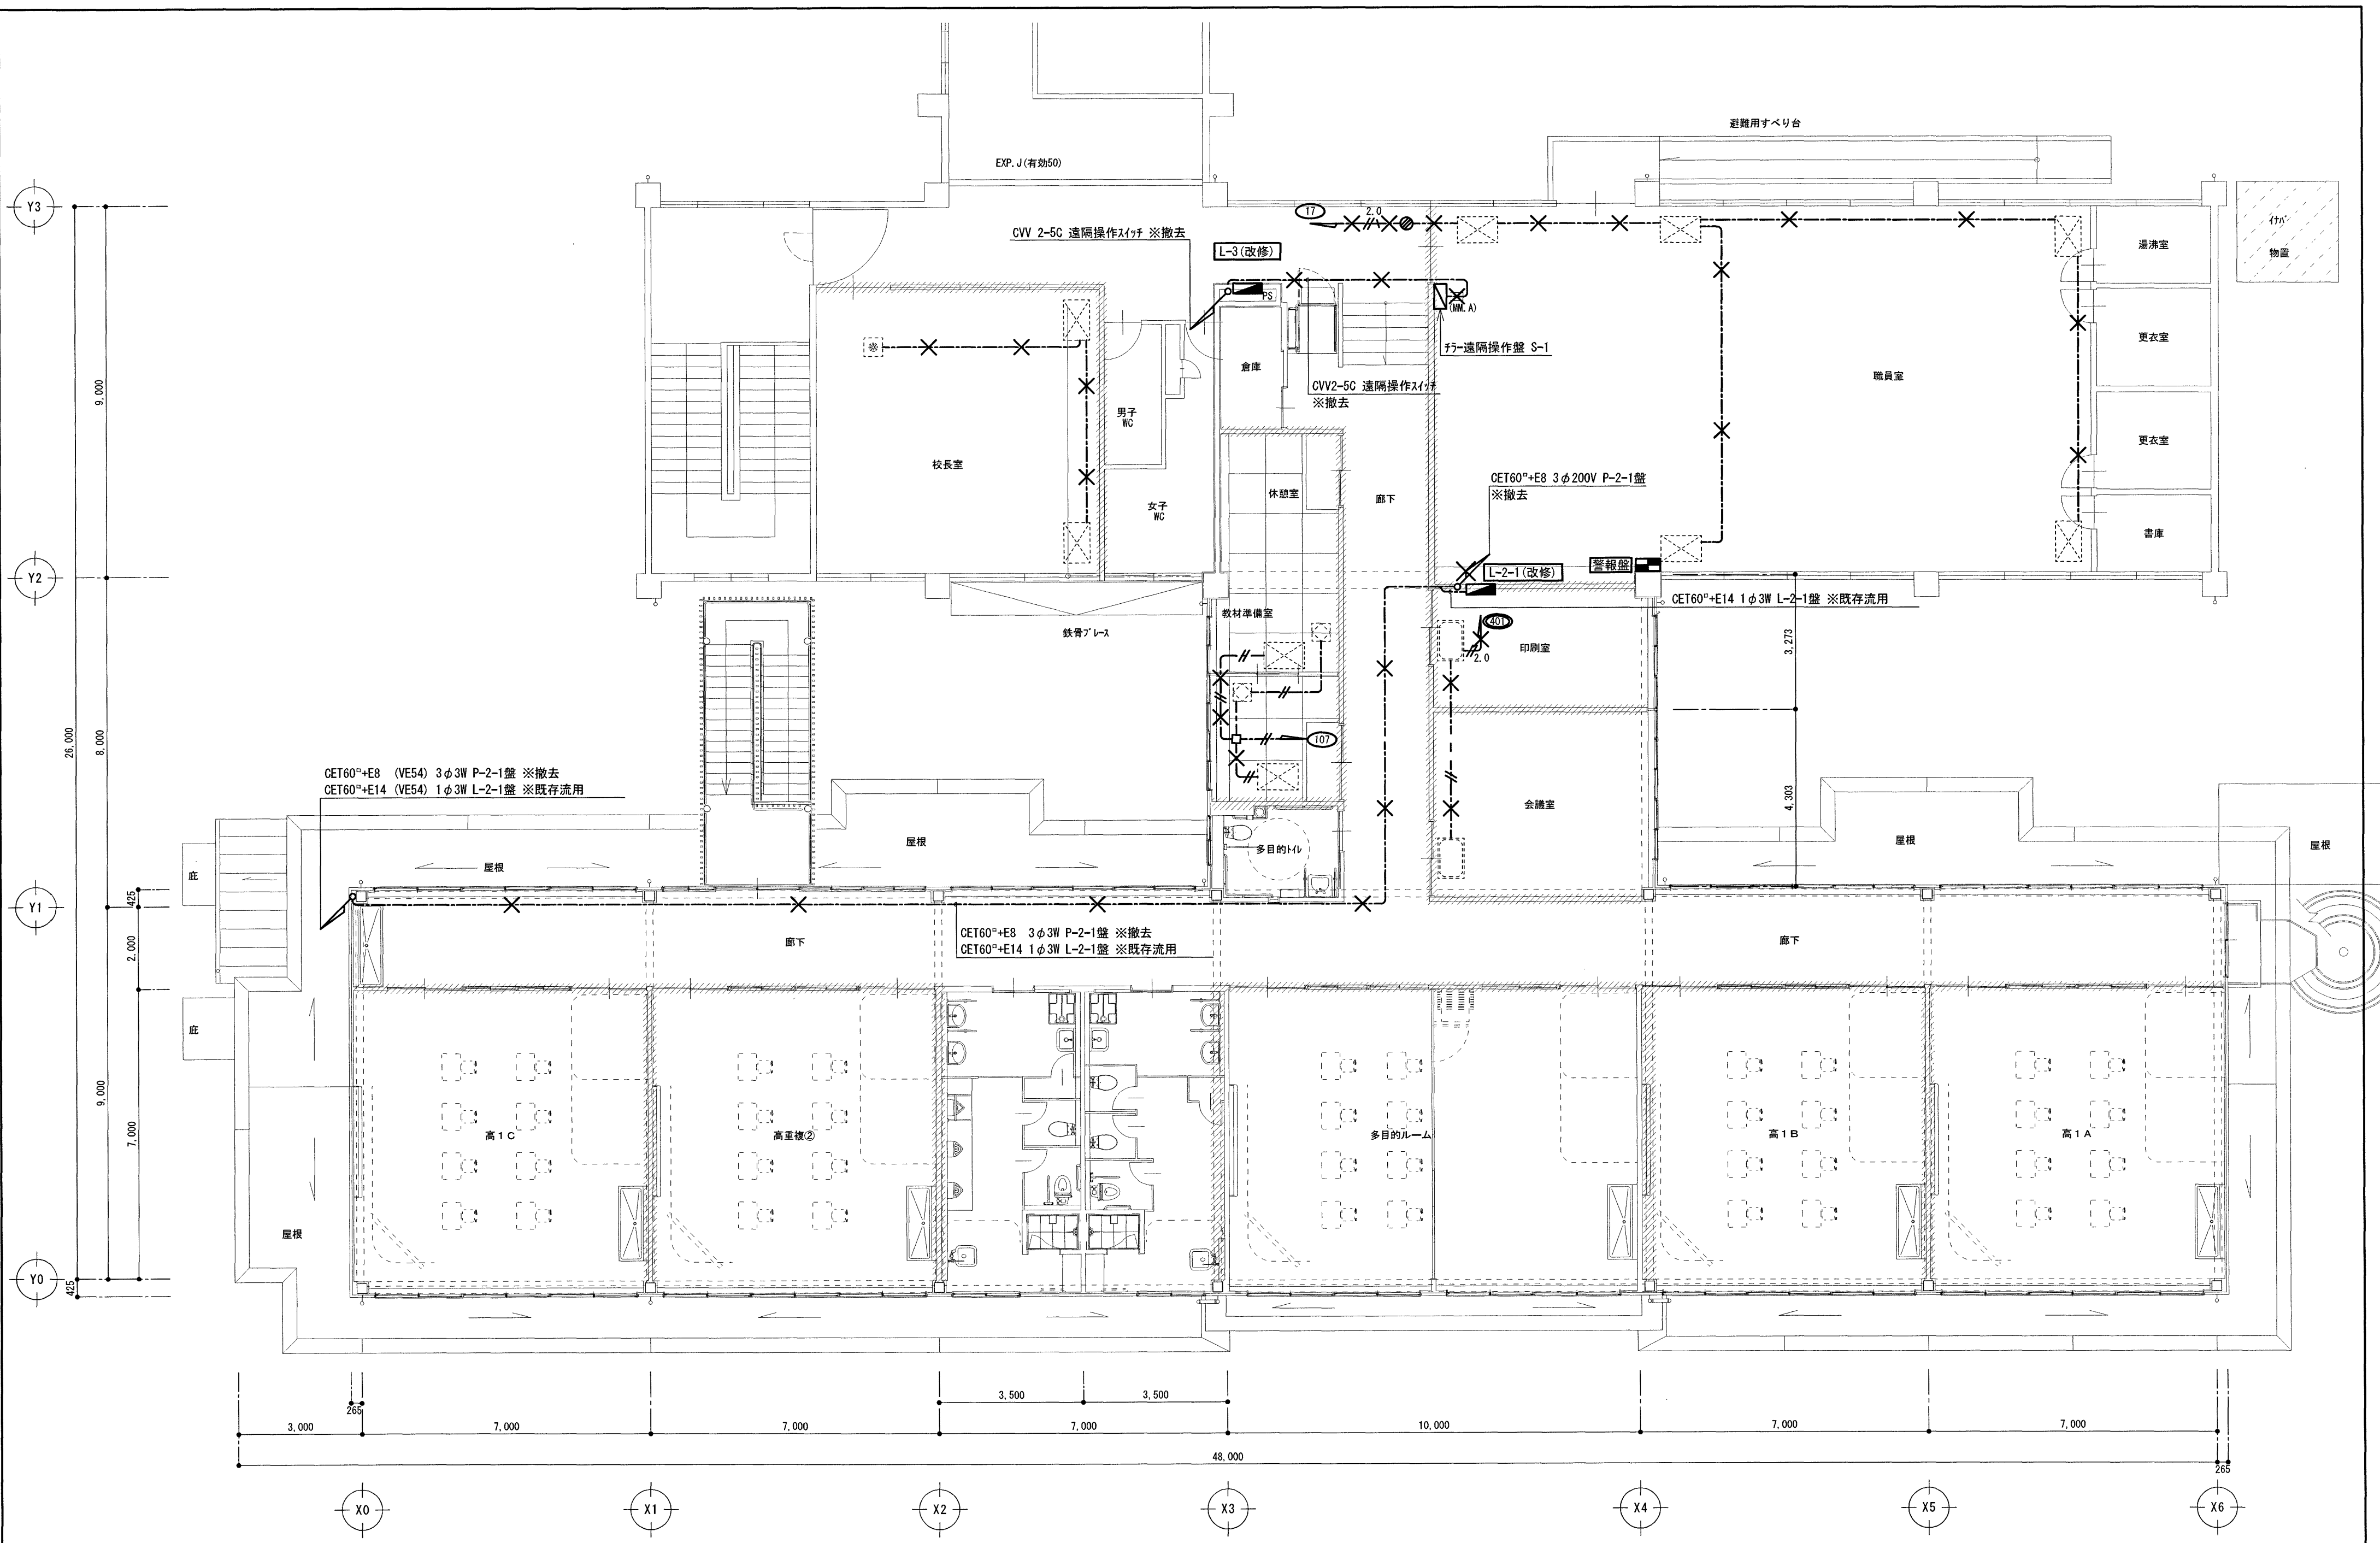 避難用すべり台
EXP.J(有効50)
Y3
17
2.0
CVV 2-5C 遠隔操作スイッチ ※撤去
L-3(改修)
湯沸室
イナバ
物置
PS
(MM.A)
チラー遠隔操作盤 S-1
倉庫
更衣室
CVV2-5C 遠隔操作スイッチ
※撤去
職員室
9,000
男子
WC
更衣室
校長室
CET60□+E8 3φ200V P-2-1盤
※撤去
休憩室
廊下
女子
WC
書庫
Y2
L-2-1(改修)
警報盤
CET60□+E14 1φ3W L-2-1盤 ※既存流用
教材準備室
鉄骨ブレース
401
2.0
印刷室
3,273
26,000
8,000
107
CET60□+E8 (VE54) 3φ3W P-2-1盤 ※撤去
CET60□+E14 (VE54) 1φ3W L-2-1盤 ※既存流用
会議室
4,303
屋根
屋根
多目的トイレ
屋根
屋根
庇
425
Y1
2,000
廊下
CET60□+E8 3φ3W P-2-1盤 ※撤去
CET60□+E14 1φ3W L-2-1盤 ※既存流用
廊下
庇
9,000
7,000
高1C
高重複②
多目的ルーム
高1B
高1A
屋根
Y0
425
3,500
3,500
265
3,000
7,000
7,000
7,000
10,000
7,000
7,000
48,000
265
X0
X1
X2
X3
X4
X5
X6